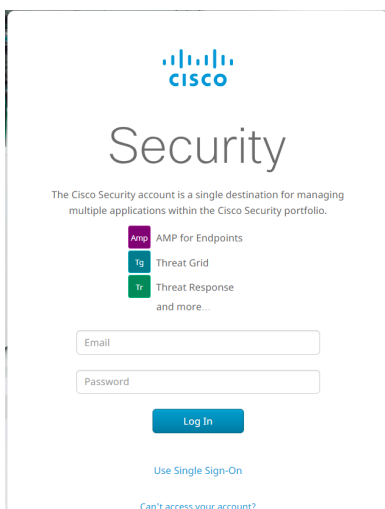 CISCO
Security
The Cisco Security account is a single destination for managing
multiple applications within the Cisco Security portfolio.
Amp AMP for Endpoints
Tg Threat Grid
Tr Threat Response
and more...
Email
Password
Log In
Use Single Sign-On
Can't access your account?